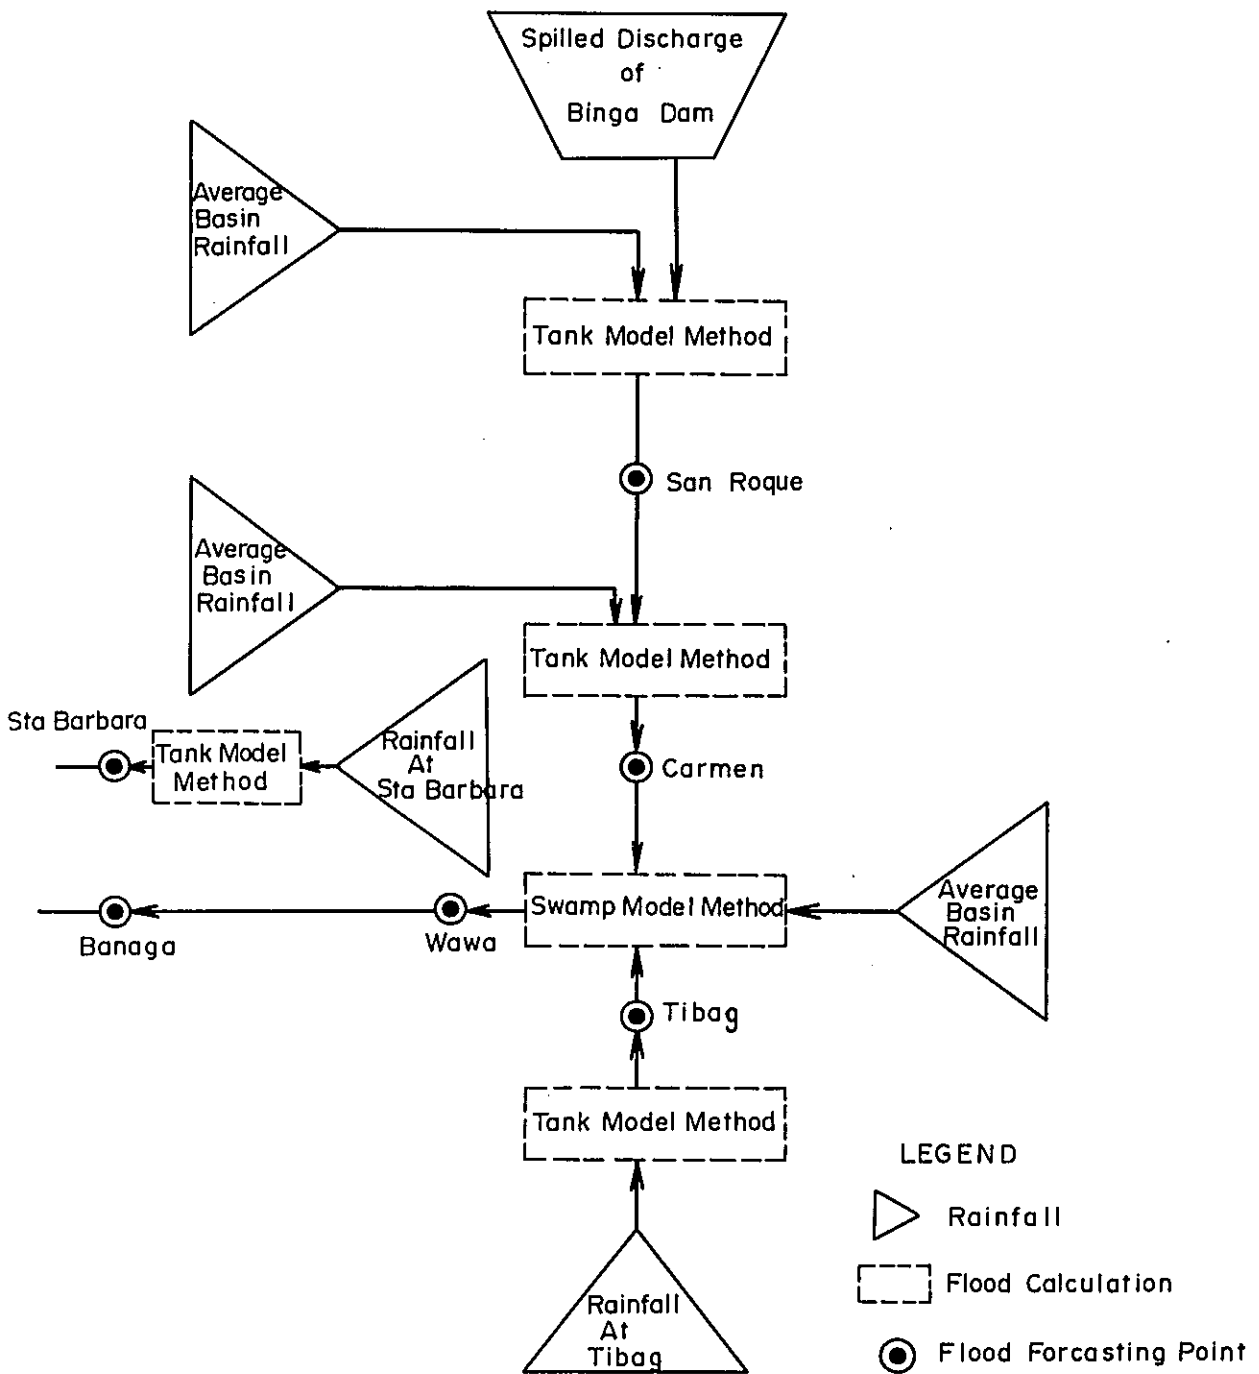 Spilled Discharge
of
Binga Dam
Average
Basin
Rainfall
Tank Model Method
San Roque
Average
Basin
Rainfall
Tank Model Method
Sta Barbara
Tank Model
Method
Rainfall
At
Sta Barbara
Carmen
Swamp Model Method
Average
Basin
Rainfall
Banaga
Wawa
Tibag
Tank Model Method
Rainfall
At
Tibag
LEGEND
Rainfall
Flood Calculation
Flood Forcasting Point